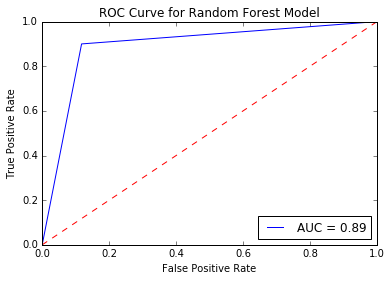 ROC Curve for Random Forest Model
1.0
0.8
0.6
0.4
0.2
0.0
True Positive Rate
AUC = 0.89
0.0 0.2 0.4 0.6 0.8 1.0
False Positive Rate